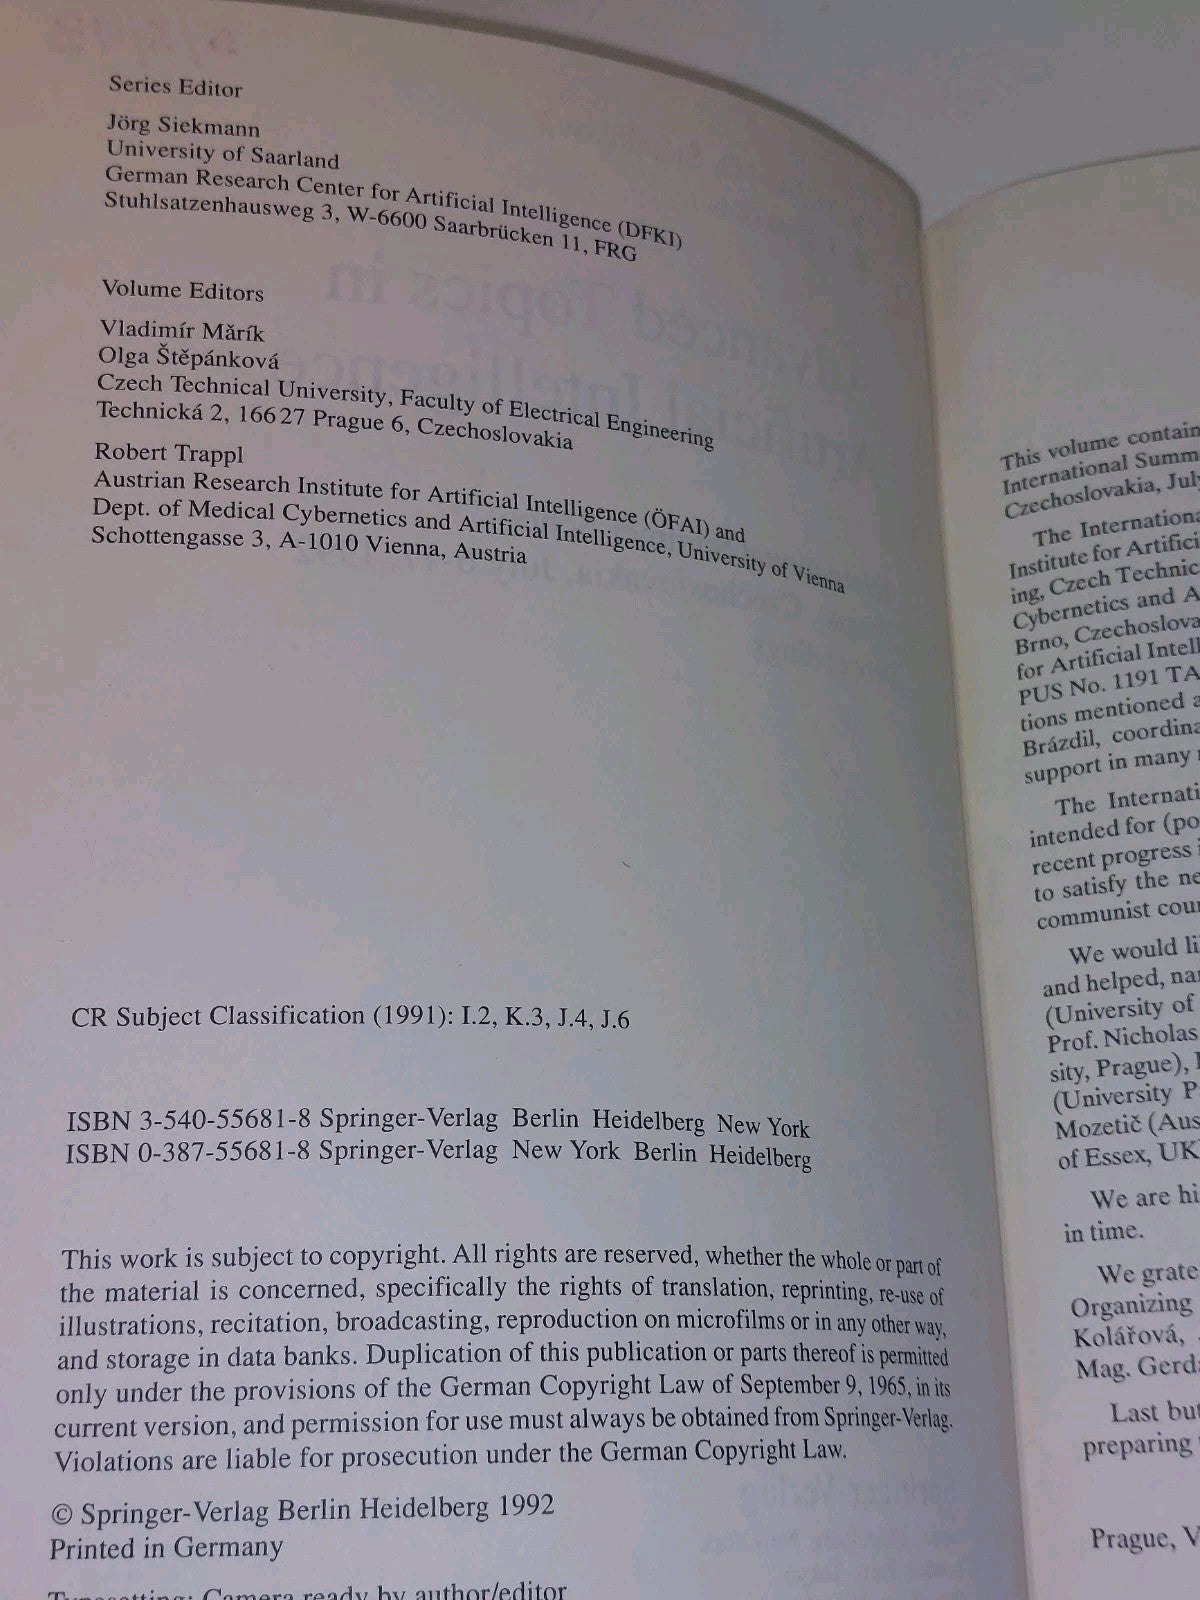 Series Editor
Jörg Siekmann
University of Saarland
German Research Center for Artificial Intelligence (DFKI)
Stuhlsatzenhausweg 3, W-6600 Saarbrücken 11, FRG
Volume Editors
Vladimír Mǎrík
Olga Štěpánková
Czech Technical University, Faculty of Electrical Engineering
Technická 2, 166 27 Prague 6, Czechoslovakia
Robert Trappl
Austrian Research Institute for Artificial Intelligence (ÖFAI) and
Dept. of Medical Cybernetics and Artificial Intelligence, University of Vienna
Schottengasse 3, A-1010 Vienna, Austria
CR Subject Classification (1991): I.2, K.3, J.4, J.6
ISBN 3-540-55681-8 Springer-Verlag Berlin Heidelberg New York
ISBN 0-387-55681-8 Springer-Verlag New York Berlin Heidelberg
This work is subject to copyright. All rights are reserved, whether the whole or part of
the material is concerned, specifically the rights of translation, reprinting, re-use of
illustrations, recitation, broadcasting, reproduction on microfilms or in any other way,
and storage in data banks. Duplication of this publication or parts thereof is permitted
only under the provisions of the German Copyright Law of September 9, 1965, in its
current version, and permission for use must always be obtained from Springer-Verlag.
Violations are liable for prosecution under the German Copyright Law.
© Springer-Verlag Berlin Heidelberg 1992
Printed in Germany
Typesetting: Camera ready by author/editor
This volume contain
International Summ
Czechoslovakia, July
The Internationa
Institute for Artifici
ing, Czech Technic
Cybernetics and A
Brno, Czechoslova
for Artificial Intell
PUS No. 1191 TA
tions mentioned a
Brázdil, coordina
support in many
The Internati
intended for (po
recent progress i
to satisfy the ne
communist cou
We would li
and helped, nam
(University of
Prof. Nicholas
sity, Prague),
(University P
Mozetič (Aus
of Essex, UK
We are hi
in time.
We grate
Organizing
Kolářová,
Mag. Gerda
Last but
preparing
Prague, V